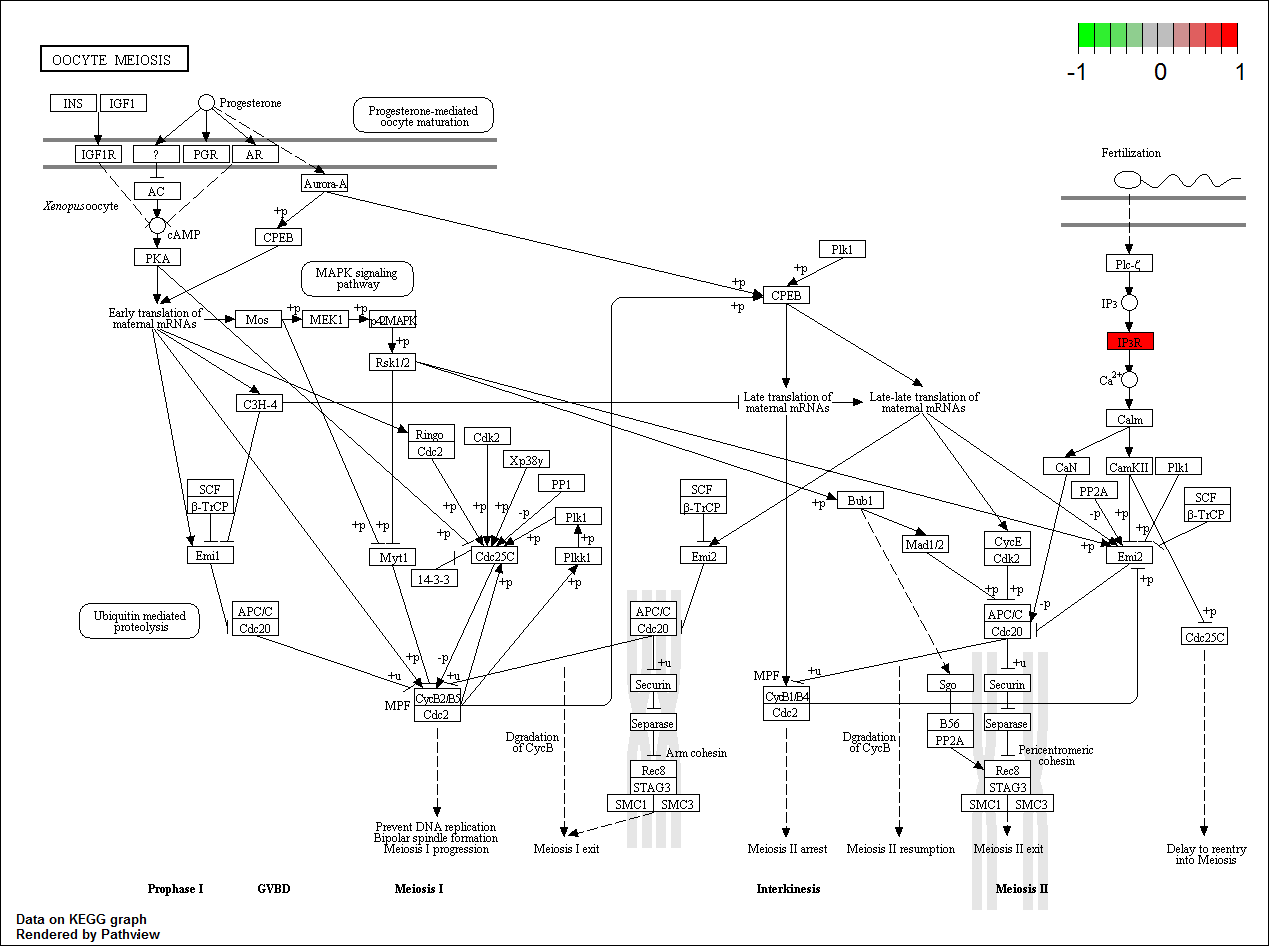 OOCYTE MEIOSIS
-1
0
1
INS
IGF1
Progesterone
Progesterone-mediated
oocyte maturation
IGF1R
?
PGR
AR
Fertilization
Aurora-A
AC
Xenopus oocyte
cAMP
+p
CPEB
PKA
Plk1
+p
Plc-ζ
MAPK signaling
pathway
+p
CPEB
+p
IP3
Early translation of
maternal mRNAs
Mos
+p
MEK1
+p
p42MAPK
+p
Rsk1/2
IP3R
Ca2+
C3H-4
Late translation of
maternal mRNAs
Late-late translation of
maternal mRNAs
Calm
Ringo
Cdc2
Cdk2
Xp38γ
PP1
CaN
CamKII
Plk1
SCF
β-TrCP
SCF
β-TrCP
Bub1
+p
PP2A
SCF
β-TrCP
+p
+p
+p
+p
+p
-p
+p
+p
Plk1
+p
-p
+p
+p
Emi1
Myt1
Cdc25C
Plkk1
Emi2
Mad1/2
CycE
Cdk2
+p
Emi2
14-3-3
+p
+p
+p
+p
+p
-p
+p
Ubiquitin mediated
proteolysis
APC/C
Cdc20
APC/C
Cdc20
APC/C
Cdc20
Cdc25C
+p
-p
+u
+u
+u
+u
+u
MPF
CycB2/B5
Cdc2
Securin
MPF
CycB1/B4
Cdc2
Sgo
Securin
Separase
B56
PP2A
Separase
Dgradation
of CycB
Arm cohesin
Dgradation
of CycB
Pericentromeric
cohesin
Rec8
STAG3
SMC1
SMC3
Rec8
STAG3
SMC1
SMC3
Prevent DNA replication
Bipolar spindle formation
Meiosis I progression
Meiosis I exit
Meiosis II arrest
Meiosis II resumption
Meiosis II exit
Delay to reentry
into Meiosis
Prophase I
GVBD
Meiosis I
Interkinesis
Meiosis II
Data on KEGG graph
Rendered by Pathview